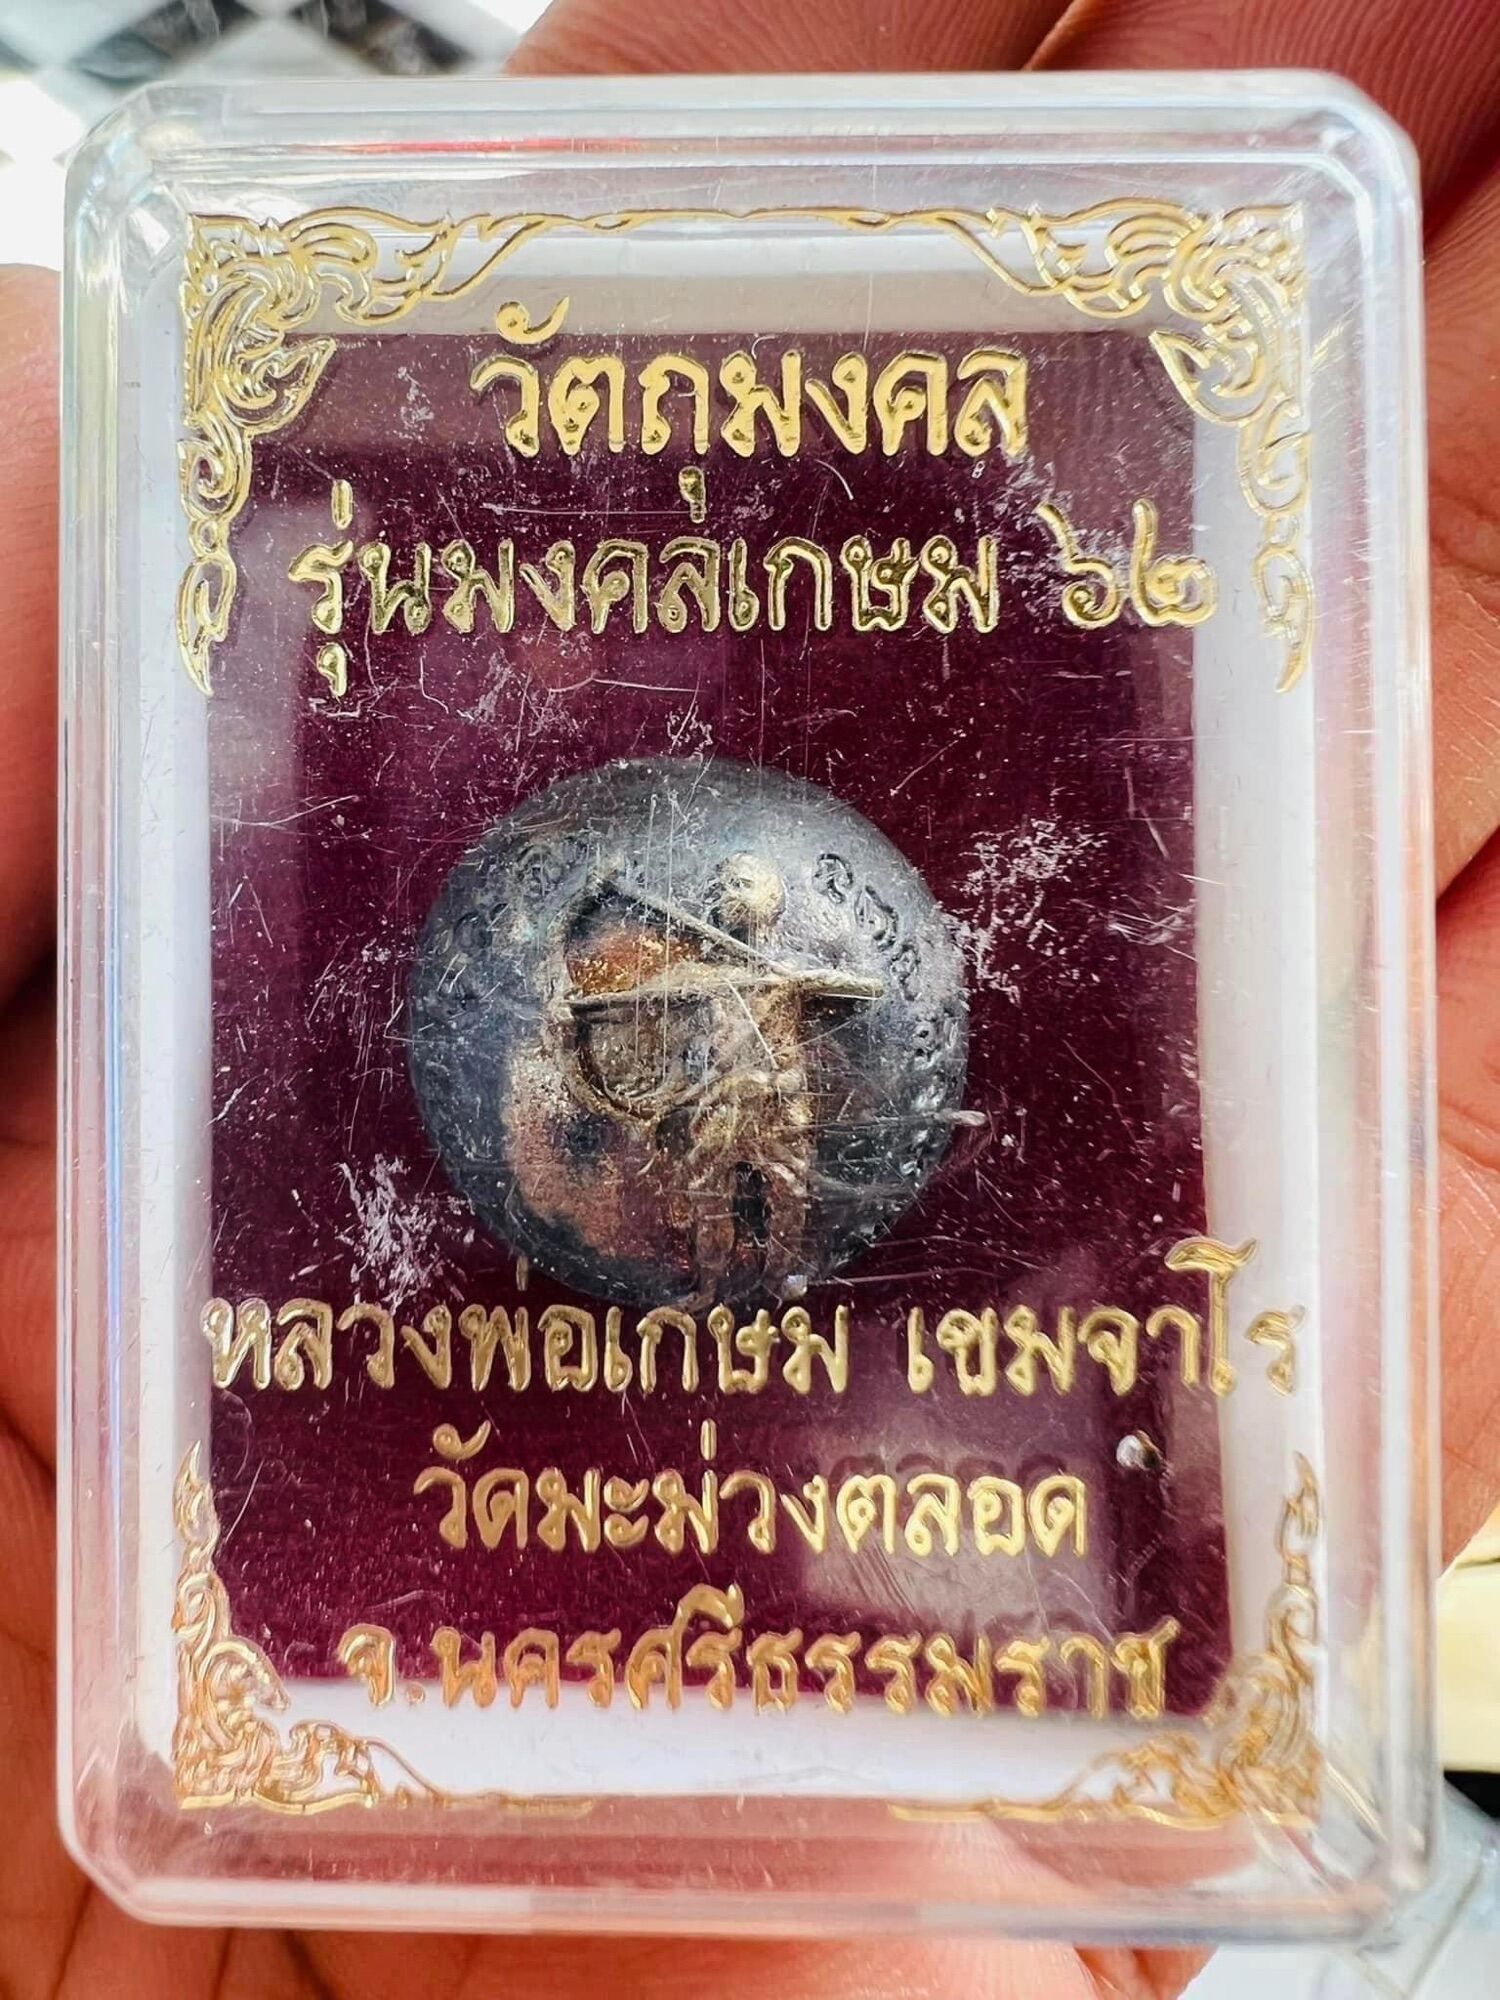 วัตถุมงคล
รุ่นมงคลเกษม ๖๒
หลวงพ่อเกษม เขมจาโร
วัดมะม่วงตลอด
จ.นครศรีธรรมราช